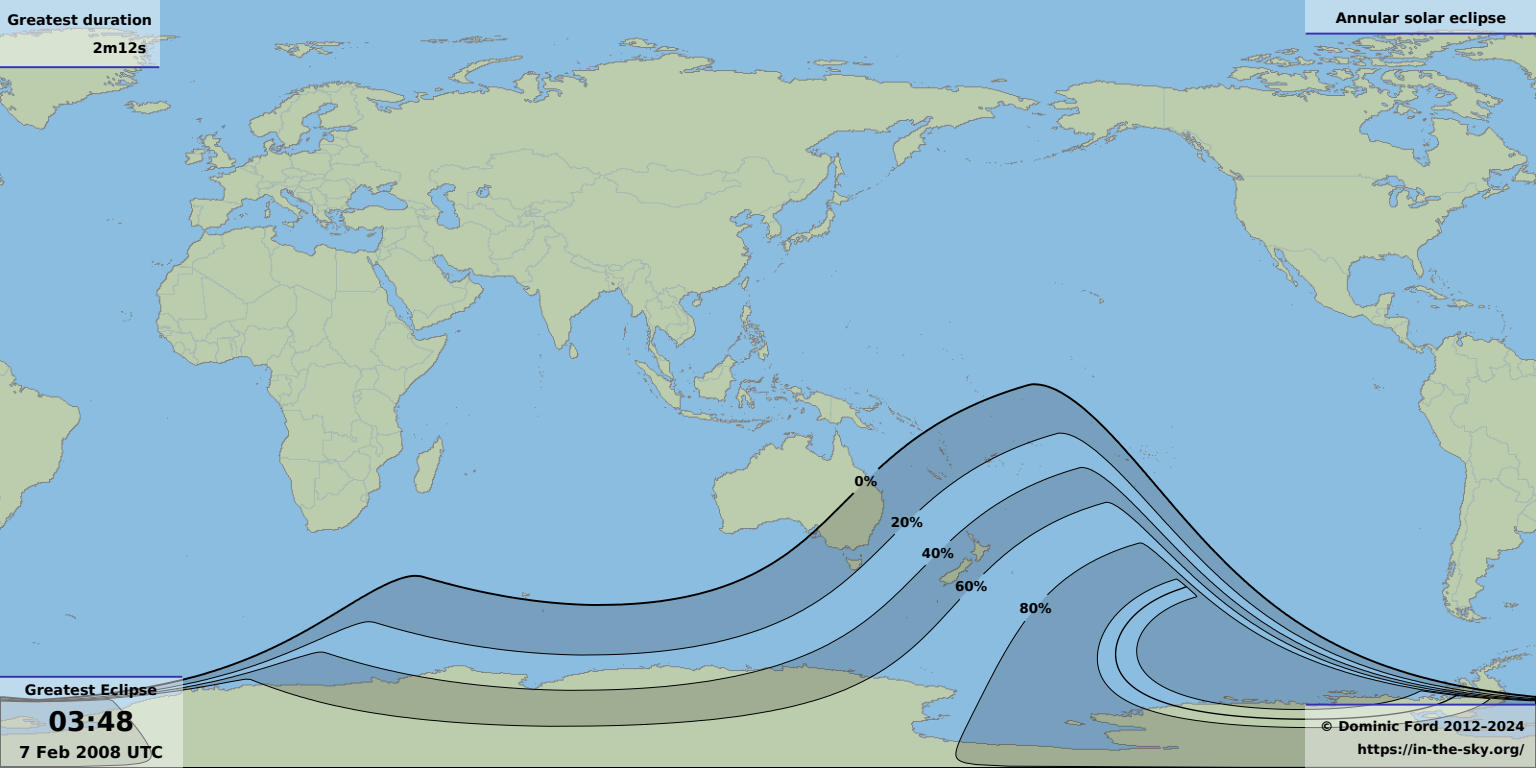 Greatest duration
2m12s
Annular solar eclipse
0%
20%
40%
60%
80%
Greatest Eclipse
03:48
7 Feb 2008 UTC
© Dominic Ford 2012–2024
https://in-the-sky.org/